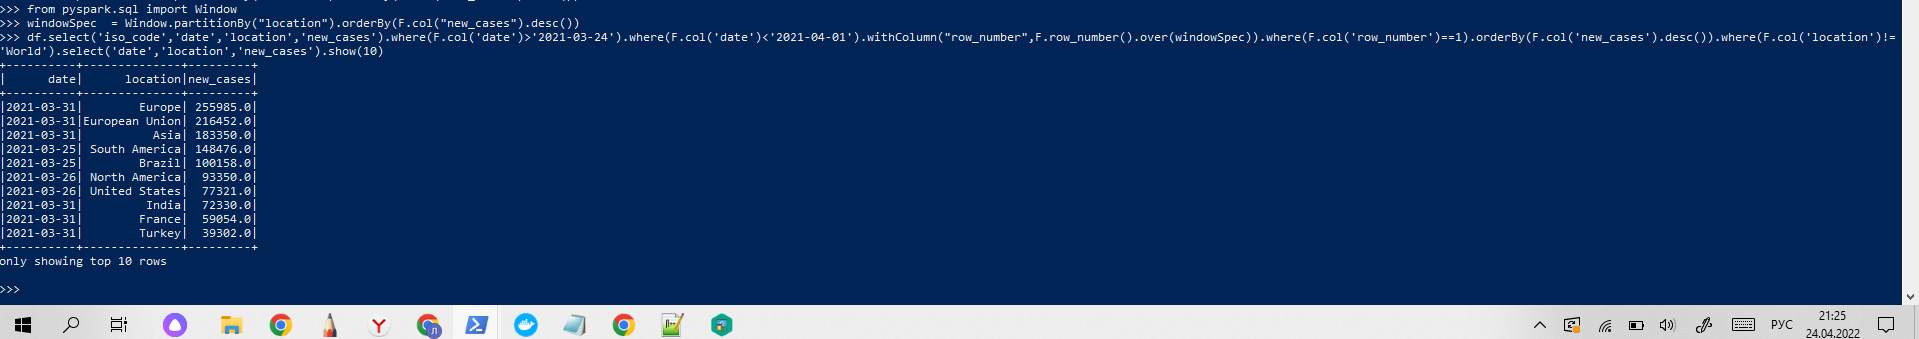 >>> from pyspark.sql import Window
>>> windowSpec  = Window.partitionBy("location").orderBy(F.col("new_cases").desc())
>>> df.select('iso_code','date','location','new_cases').where(F.col('date')>'2021-03-24').where(F.col('date')<'2021-04-01').withColumn("row_number",F.row_number().over(windowSpec)).where(F.col('row_number')==1).orderBy(F.col('new_cases').desc()).where(F.col('location')!=
'World').select('date','location','new_cases').show(10)
+----------+--------------+---------+
|      date|      location|new_cases|
+----------+--------------+---------+
|2021-03-31|        Europe| 255985.0|
|2021-03-31|European Union| 216452.0|
|2021-03-31|          Asia| 183350.0|
|2021-03-25| South America| 148476.0|
|2021-03-25|        Brazil| 100158.0|
|2021-03-26| North America|  93350.0|
|2021-03-26| United States|  77321.0|
|2021-03-31|         India|  72330.0|
|2021-03-31|        France|  59054.0|
|2021-03-31|        Turkey|  39302.0|
+----------+--------------+---------+
only showing top 10 rows
>>>
РУС
21:25
24.04.2022